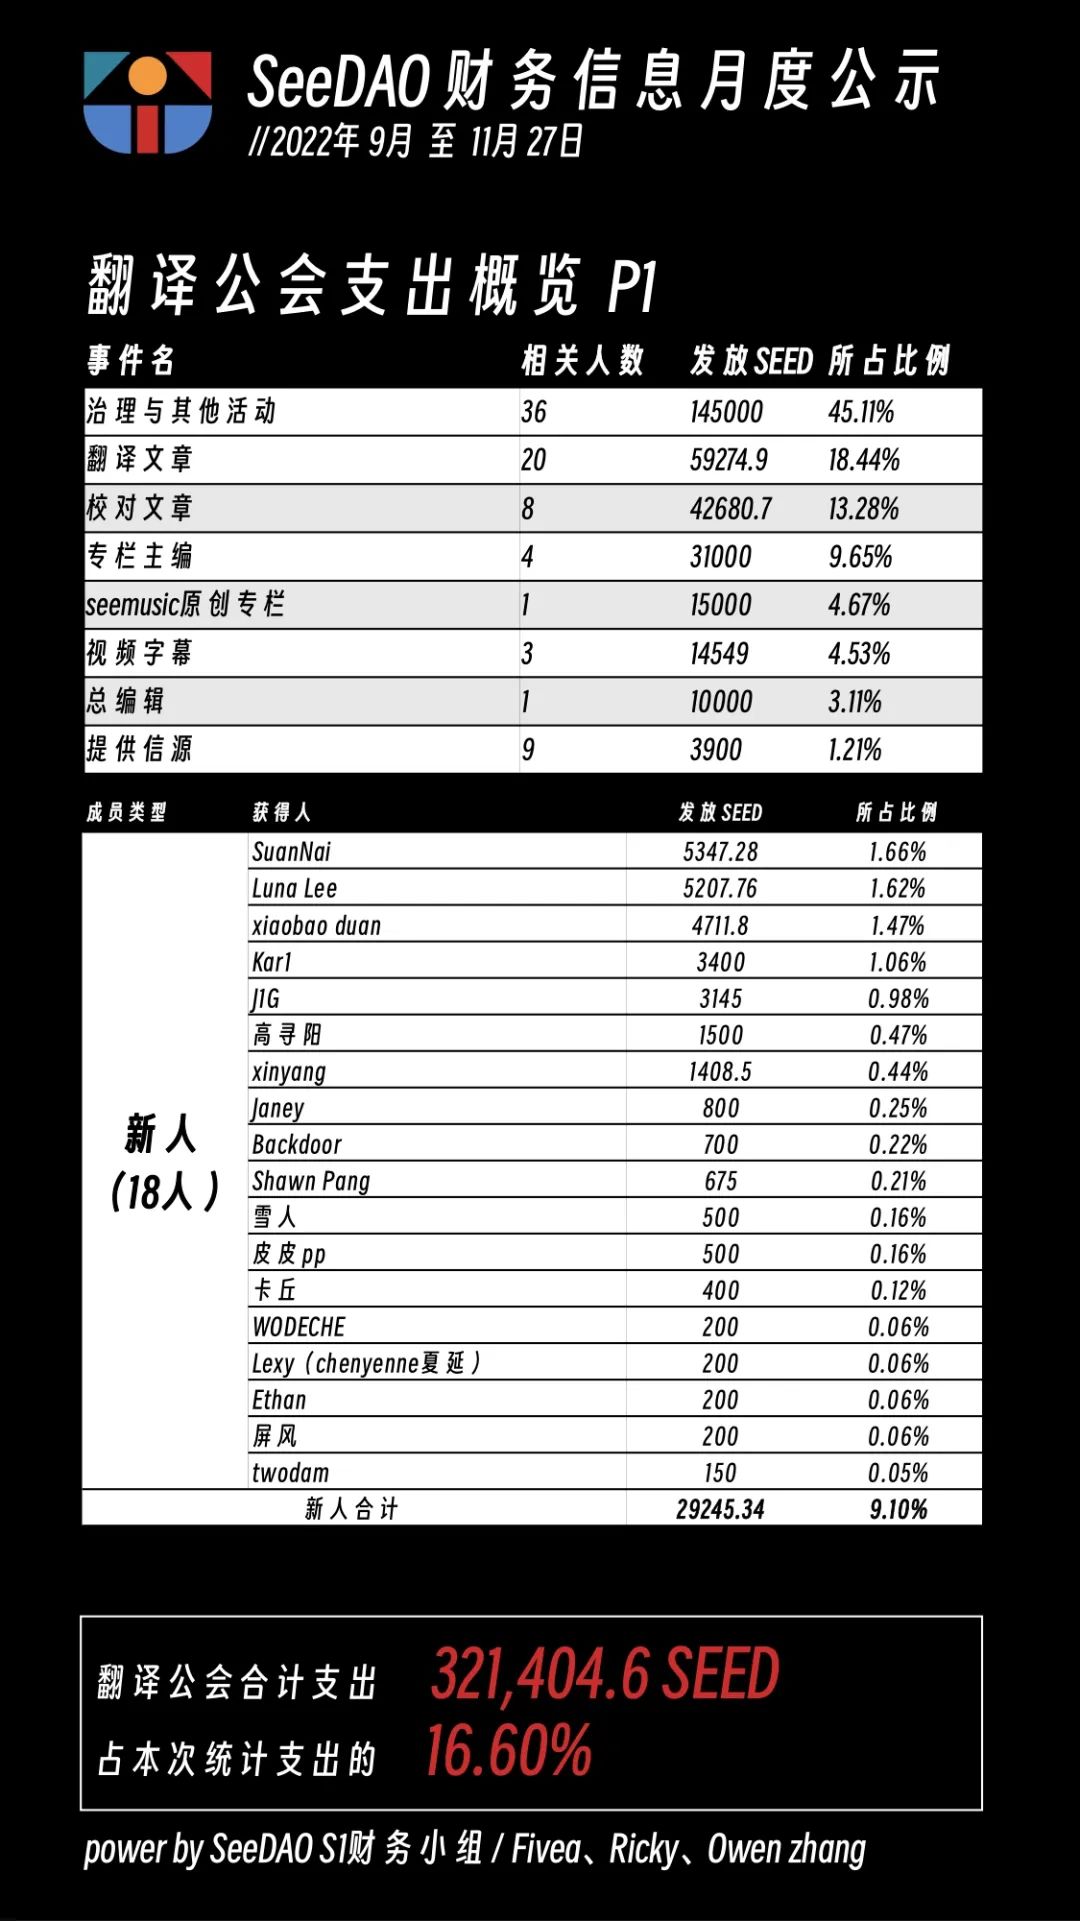 SeeDAO 财务信息月度公示
//2022年 9月 至 11月 27日
翻译公会支出概览 P1
事件名 相关人数 发放SEED 所占比例
治理与其他活动 36 145000 45.11%
翻译文章 20 59274.9 18.44%
校对文章 8 42680.7 13.28%
专栏主编 4 31000 9.65%
seemusic原创专栏 1 15000 4.67%
视频字幕 3 14549 4.53%
总编辑 1 10000 3.11%
提供信源 9 3900 1.21%
成员类型 获得人 发放SEED 所占比例
新人
（18人）
SuanNai 5347.28 1.66%
Luna Lee 5207.76 1.62%
xiaobao duan 4711.8 1.47%
Kar1 3400 1.06%
J1G 3145 0.98%
高寻阳 1500 0.47%
xinyang 1408.5 0.44%
Janey 800 0.25%
Backdoor 700 0.22%
Shawn Pang 675 0.21%
雪人 500 0.16%
皮皮pp 500 0.16%
卡丘 400 0.12%
WODECHE 200 0.06%
Lexy（chenyenne夏延） 200 0.06%
Ethan 200 0.06%
屏风 200 0.06%
twodam 150 0.05%
新人合计 29245.34 9.10%
翻译公会合计支出 321,404.6 SEED
占本次统计支出的 16.60%
power by SeeDAO S1财务小组 / Fivea、Ricky、Owen zhang